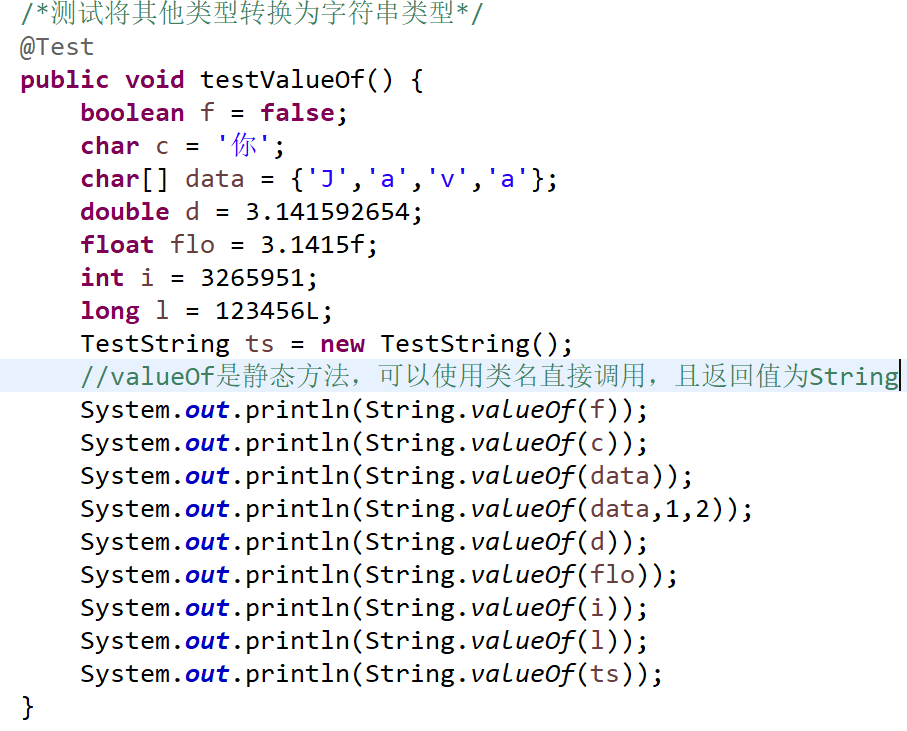 /*测试将其他类型转换为字符串类型*/
@Test
public void testValueOf() {
    boolean f = false;
    char c = '你';
    char[] data = {'J','a','v','a'};
    double d = 3.141592654;
    float flo = 3.1415f;
    int i = 3265951;
    long l = 123456L;
    TestString ts = new TestString();
    //valueOf是静态方法，可以使用类名直接调用，且返回值为String
    System.out.println(String.valueOf(f));
    System.out.println(String.valueOf(c));
    System.out.println(String.valueOf(data));
    System.out.println(String.valueOf(data,1,2));
    System.out.println(String.valueOf(d));
    System.out.println(String.valueOf(flo));
    System.out.println(String.valueOf(i));
    System.out.println(String.valueOf(l));
    System.out.println(String.valueOf(ts));
}